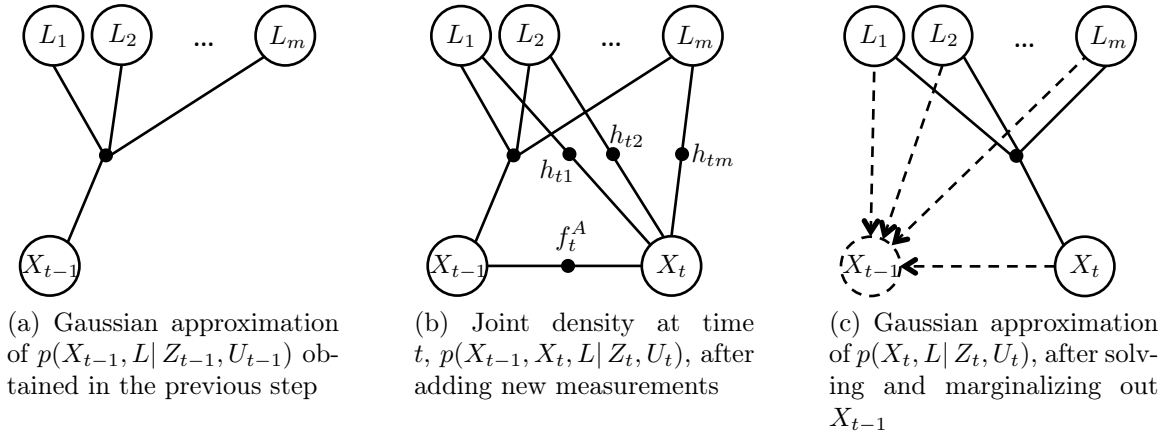 L₁ L₂ ... Lₘ
Xₜ₋₁
(a) Gaussian approximation
of p(Xₜ₋₁, L| Zₜ₋₁, Uₜ₋₁) ob-
tained in the previous step
L₁ L₂ ... Lₘ
hₜ₂
hₜ₁ hₜₘ
fₜᴬ
Xₜ₋₁ Xₜ
(b) Joint density at time
t, p(Xₜ₋₁, Xₜ, L| Zₜ, Uₜ), after
adding new measurements
L₁ L₂ ... Lₘ
Xₜ₋₁ Xₜ
(c) Gaussian approximation
of p(Xₜ, L| Zₜ, Uₜ), after solv-
ing and marginalizing out
Xₜ₋₁